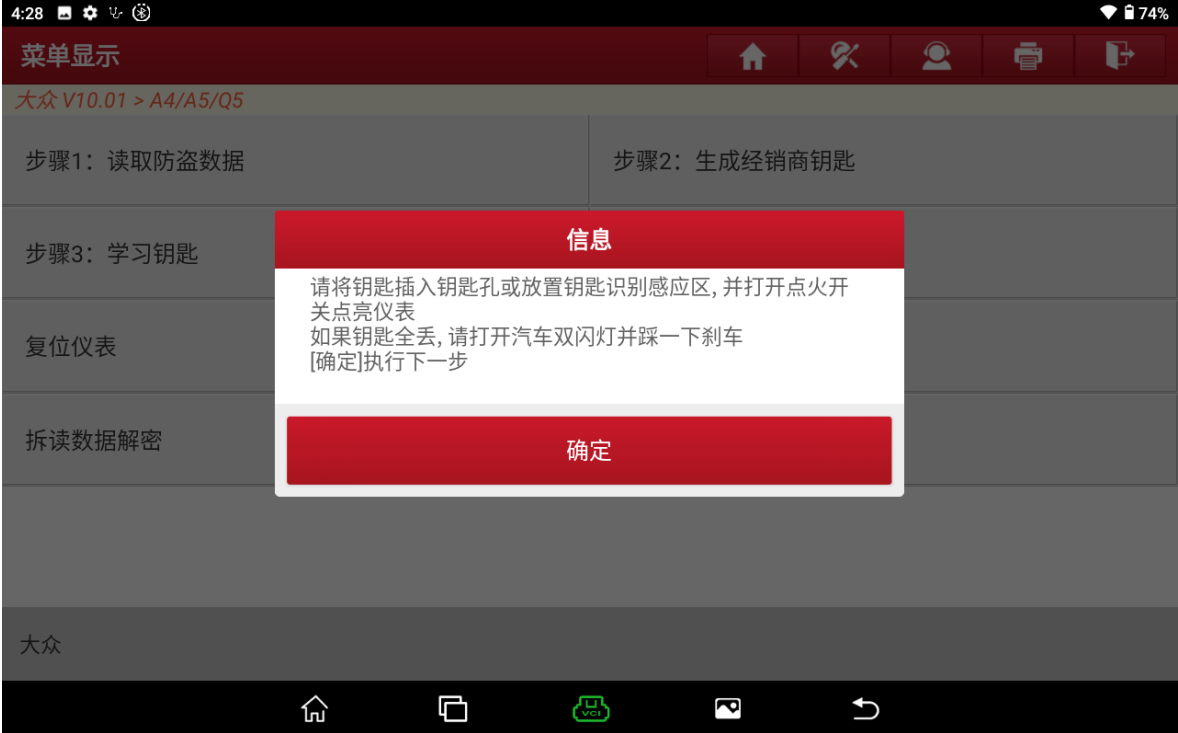 4:28
74%
菜单显示
大众 V10.01 > A4/A5/Q5
步骤1：读取防盗数据
步骤2：生成经销商钥匙
步骤3：学习钥匙
复位仪表
拆读数据解密
信息
请将钥匙插入钥匙孔或放置钥匙识别感应区, 并打开点火开
关点亮仪表
如果钥匙全丢, 请打开汽车双闪灯并踩一下刹车
[确定]执行下一步
确定
大众
VCI